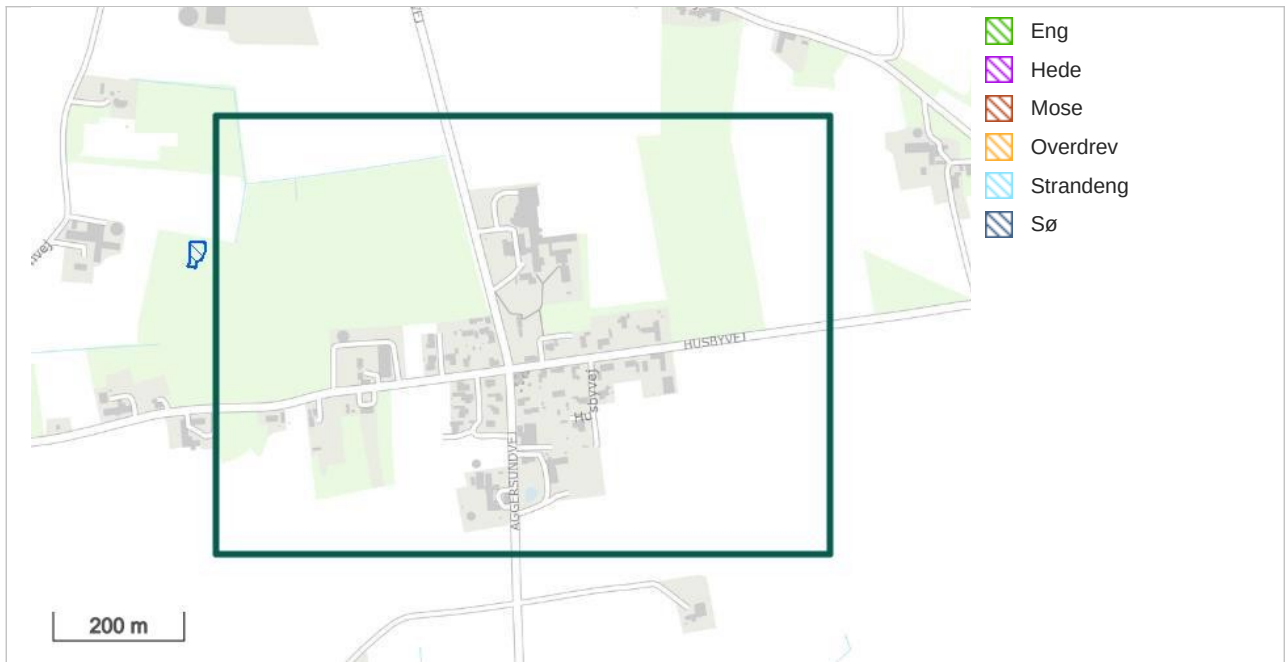 Eng
Hede
Mose
Overdrev
Strandeng
Sø
HUSBYVEJ
AGGERSUNDVEJ
200 m